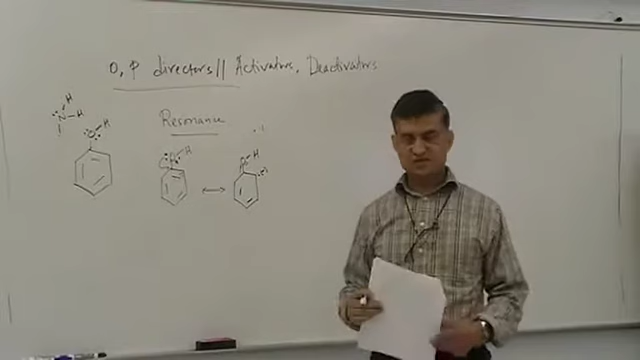 O, P directors// Activators, Deactivators
Resonance
H
N-H
O H
O H
O H